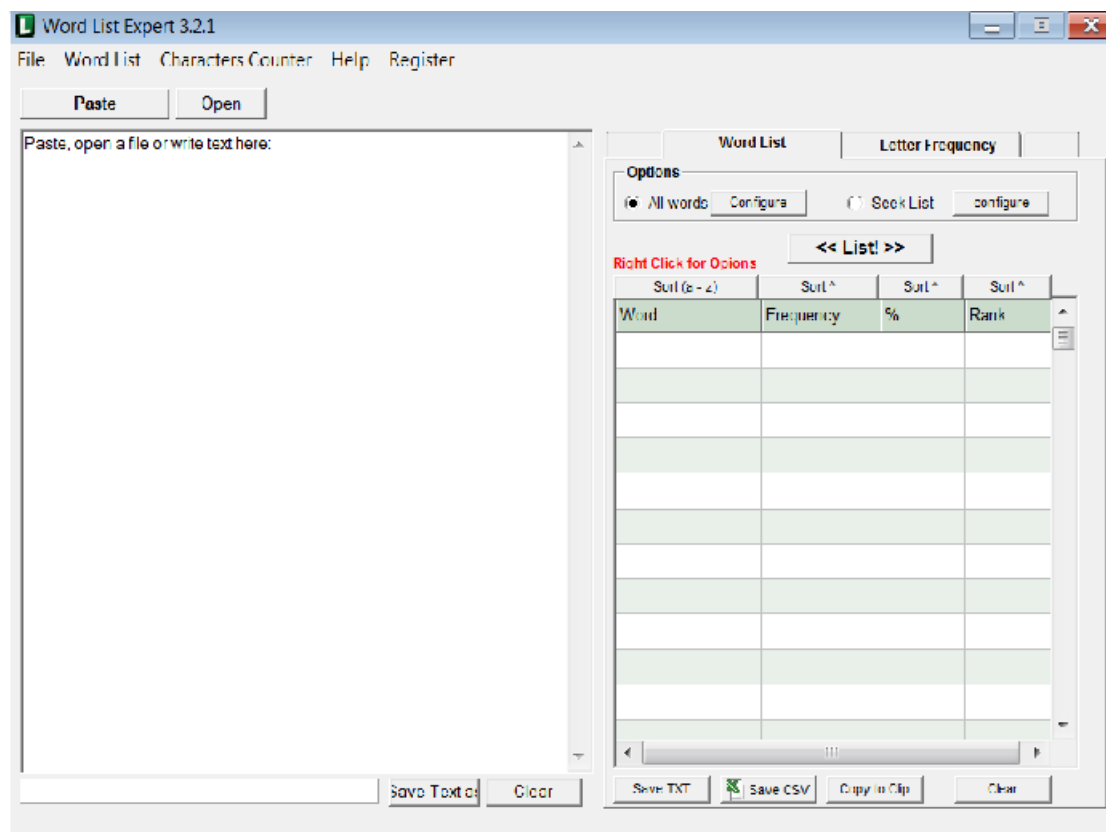 L Word List Expert 3.2.1
File Word List Characters Counter Help Register
Paste Open
Paste, open a file or write text here:
Word List Letter Frequency
Options
All words Configure Seek List configure
<< List! >>
Right Click for Opions
Sort (a - z) Sort ^ Sort ^ Sort ^
Word Frequency % Rank
Save Text as Clear
Save TXT Save CSV Copy to Clip Clear